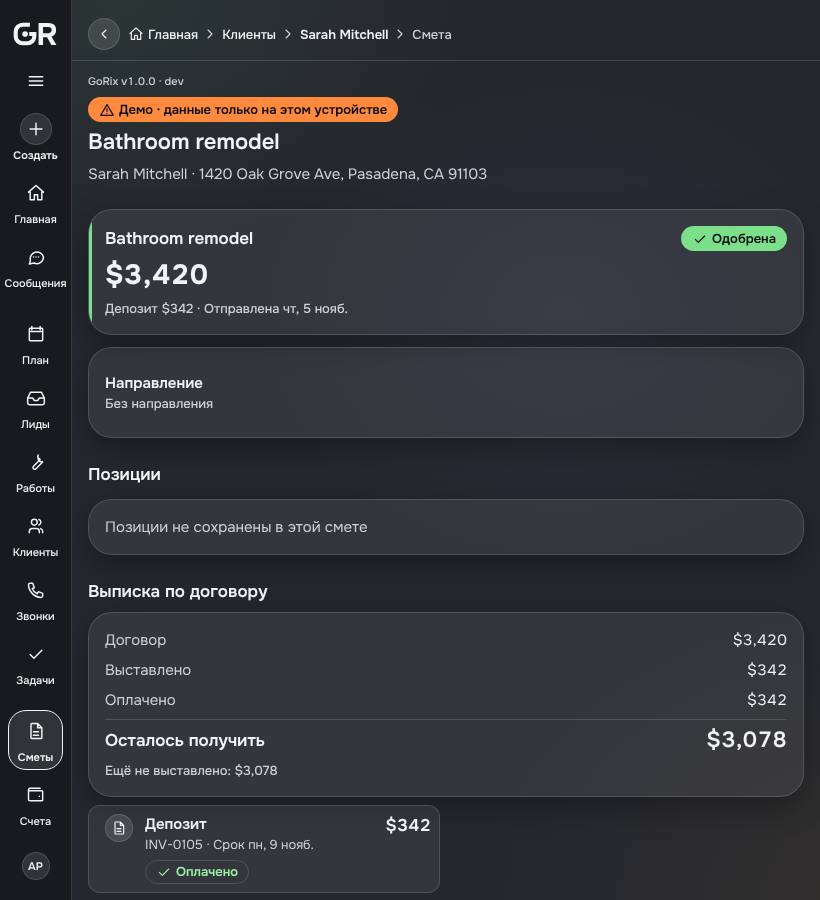 GR
Главная
Клиенты
Sarah Mitchell
Смета
GoRix v1.0.0 · dev
Демо · данные только на этом устройстве
Bathroom remodel
Sarah Mitchell · 1420 Oak Grove Ave, Pasadena, CA 91103
Создать
Главная
Сообщения
План
Лиды
Работы
Клиенты
Звонки
Задачи
Сметы
Счета
AP
Bathroom remodel
Одобрена
$3,420
Депозит $342 · Отправлена чт, 5 нояб.
Направление
Без направления
Позиции
Позиции не сохранены в этой смете
Выписка по договору
Договор $3,420
Выставлено $342
Оплачено $342
Осталось получить $3,078
Ещё не выставлено: $3,078
Депозит $342
INV-0105 · Срок пн, 9 нояб.
Оплачено